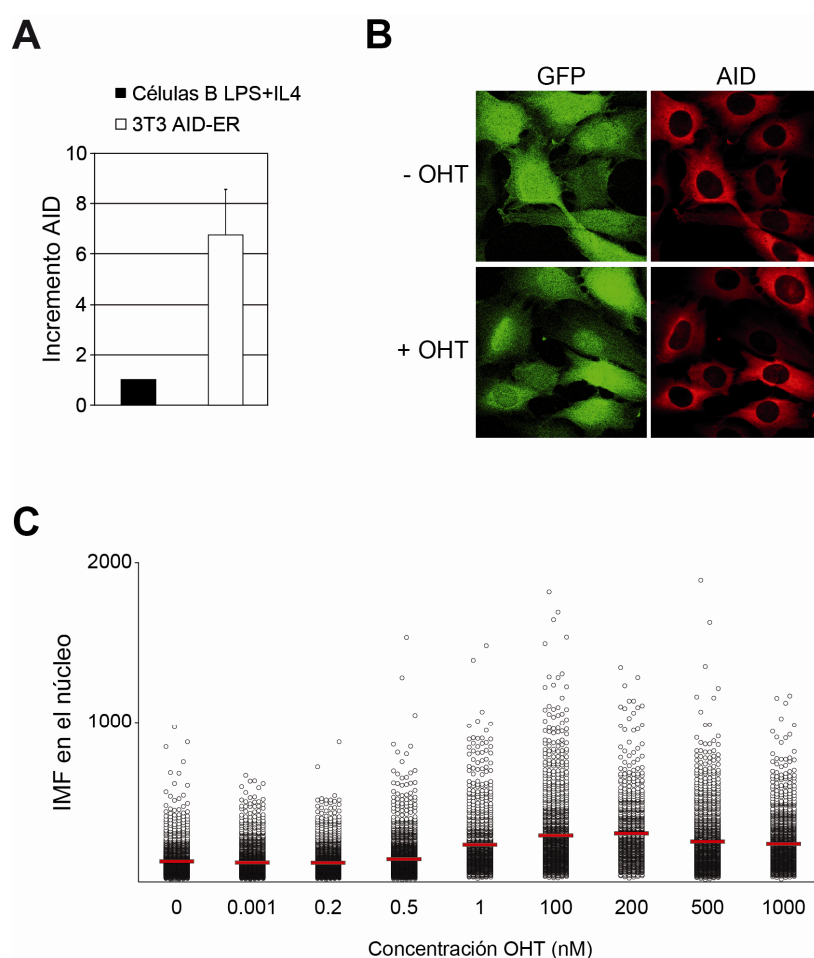 A
Células B LPS+IL4
3T3 AID-ER
Incremento AID
10
8
6
4
2
0
B
GFP
AID
- OHT
+ OHT
C
IMF en el núcleo
2000
1000
0 0.001 0.2 0.5 1 100 200 500 1000
Concentración OHT (nM)